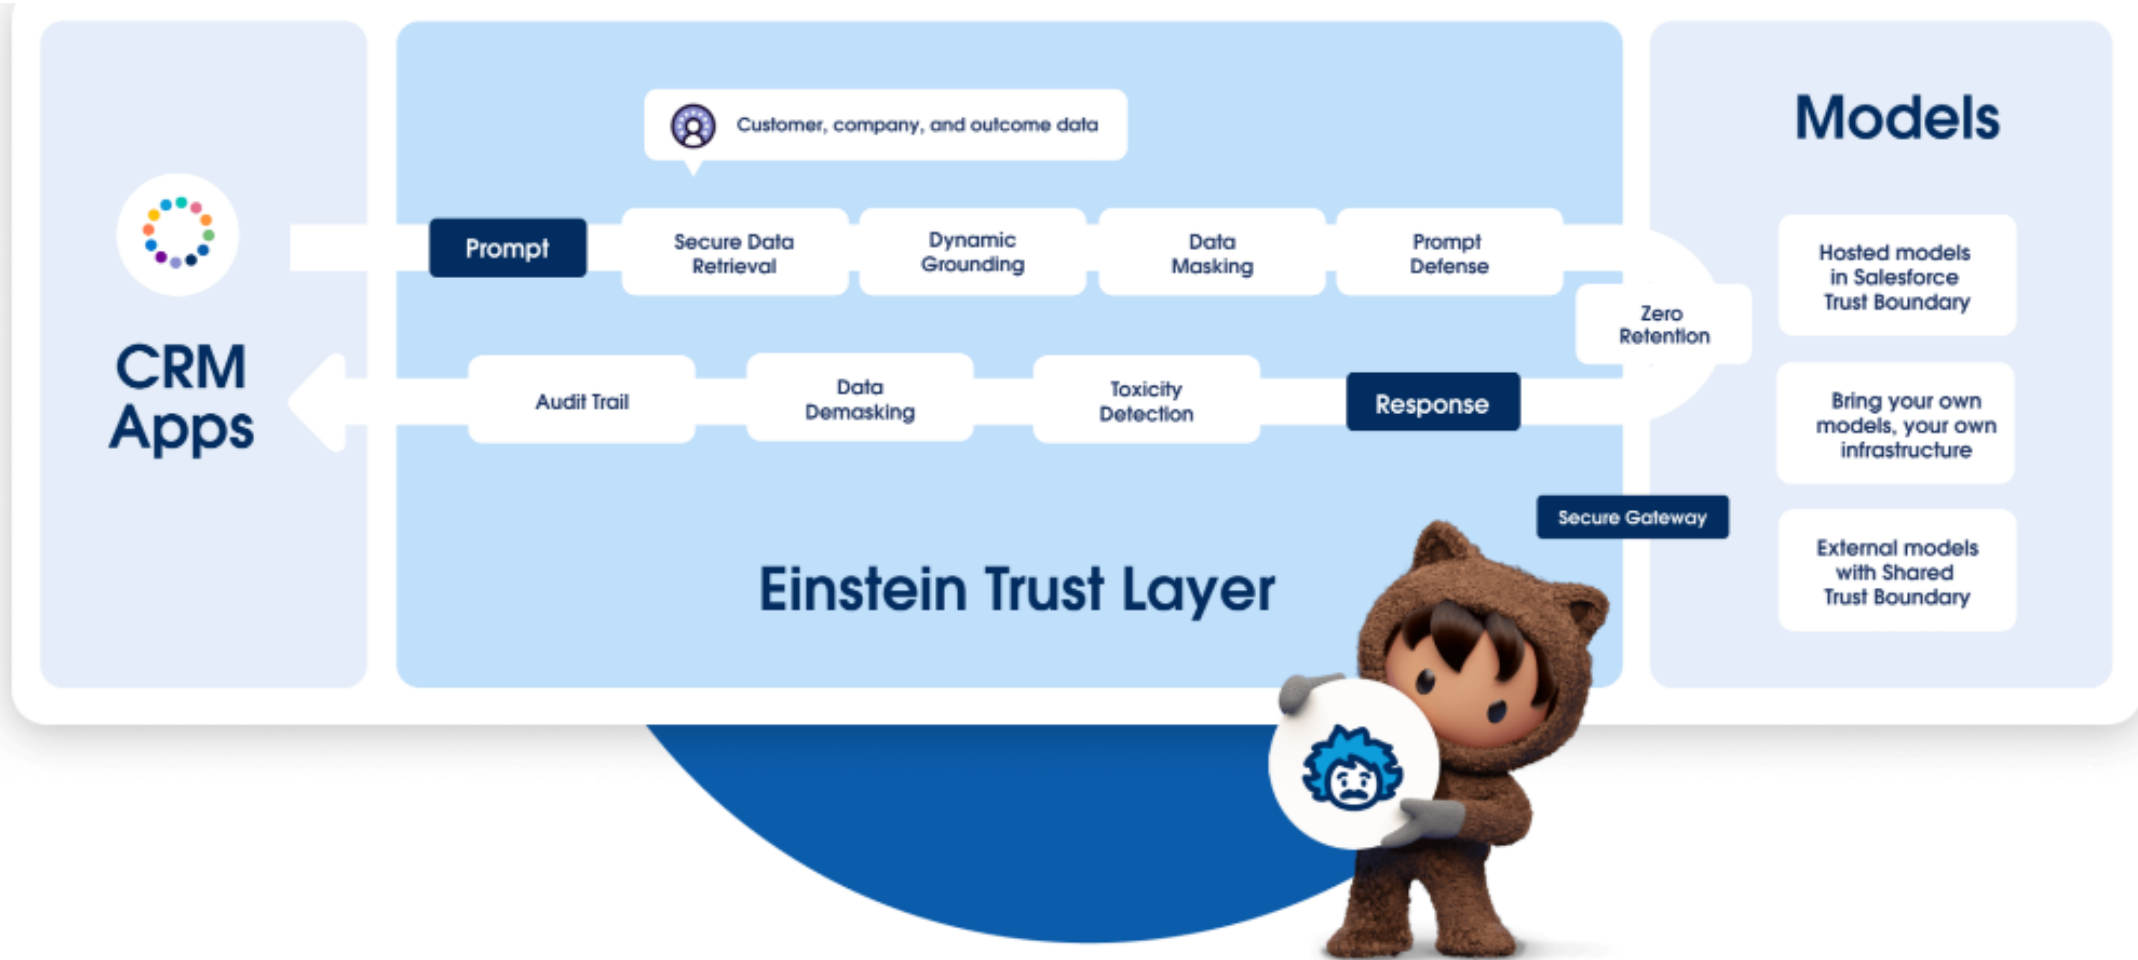 CRM
Apps
Customer, company, and outcome data
Prompt
Secure Data
Retrieval
Dynamic
Grounding
Data
Masking
Prompt
Defense
Zero
Retention
Response
Toxicity
Detection
Data
Demasking
Audit Trail
Secure Gateway
Einstein Trust Layer
Models
Hosted models
in Salesforce
Trust Boundary
Bring your own
models, your own
infrastructure
External models
with Shared
Trust Boundary